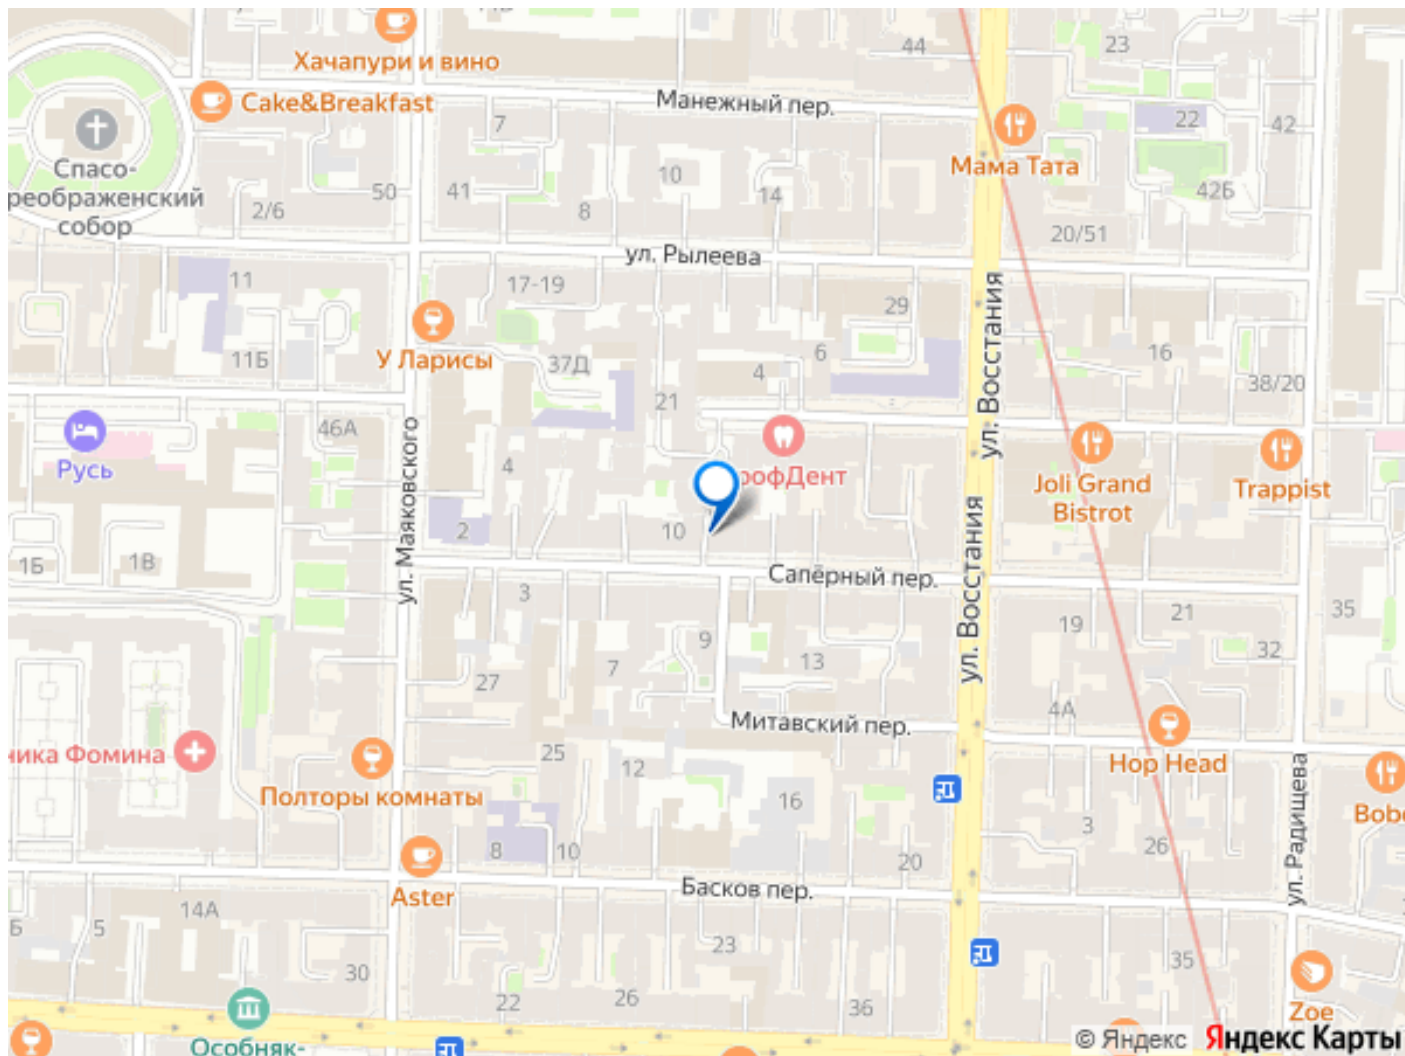 10
44
23
Хачапури и вино
Cake&Breakfast
Манежный пер.
7
22
42
Мама Тата
Спасо-
реображенский
собор
50
41
10
14
42Б
2/6
8
20/51
ул. Рылеева
11
17-19
29
ул. Восстания
У Ларисы
11Б
37Д
6
4
16
38/20
21
46А
ул. Маяковского
Русь
4
рофДент
Joli Grand
Bistrot
Trappist
2
10
1Б
1В
Сапёрный пер.
ул. Восстания
3
9
19
21
35
32
7
13
27
4А
Митавский пер.
ника Фомина
25
12
Hop Head
Полторы комнаты
16
3
26
ул. Радищева
Bobo
8
10
20
Aster
Басков пер.
14А
5
Б
23
30
22
26
36
35
Zoe
Особняк-
© Яндекс Яндекс Карты